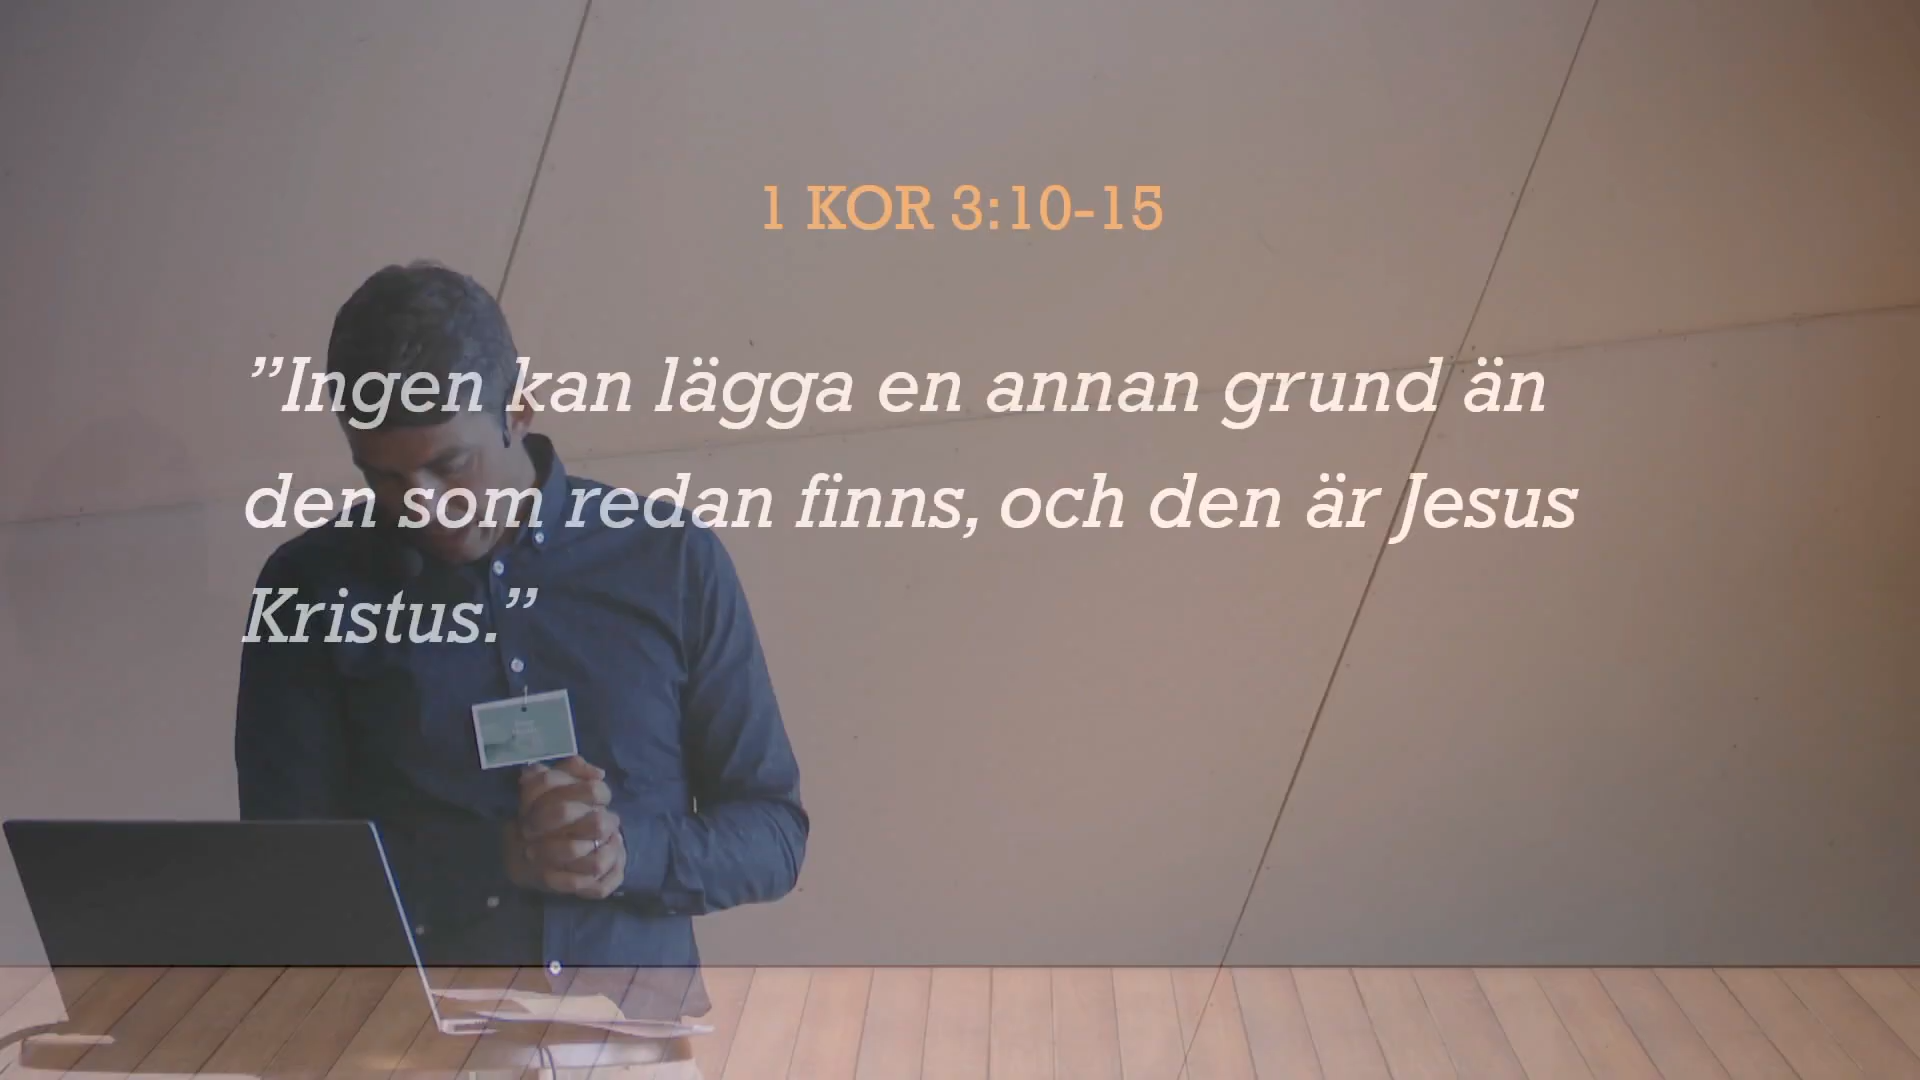 1 KOR 3:10-15
”Ingen kan lägga en annan grund än
den som redan finns, och den är Jesus
Kristus.”